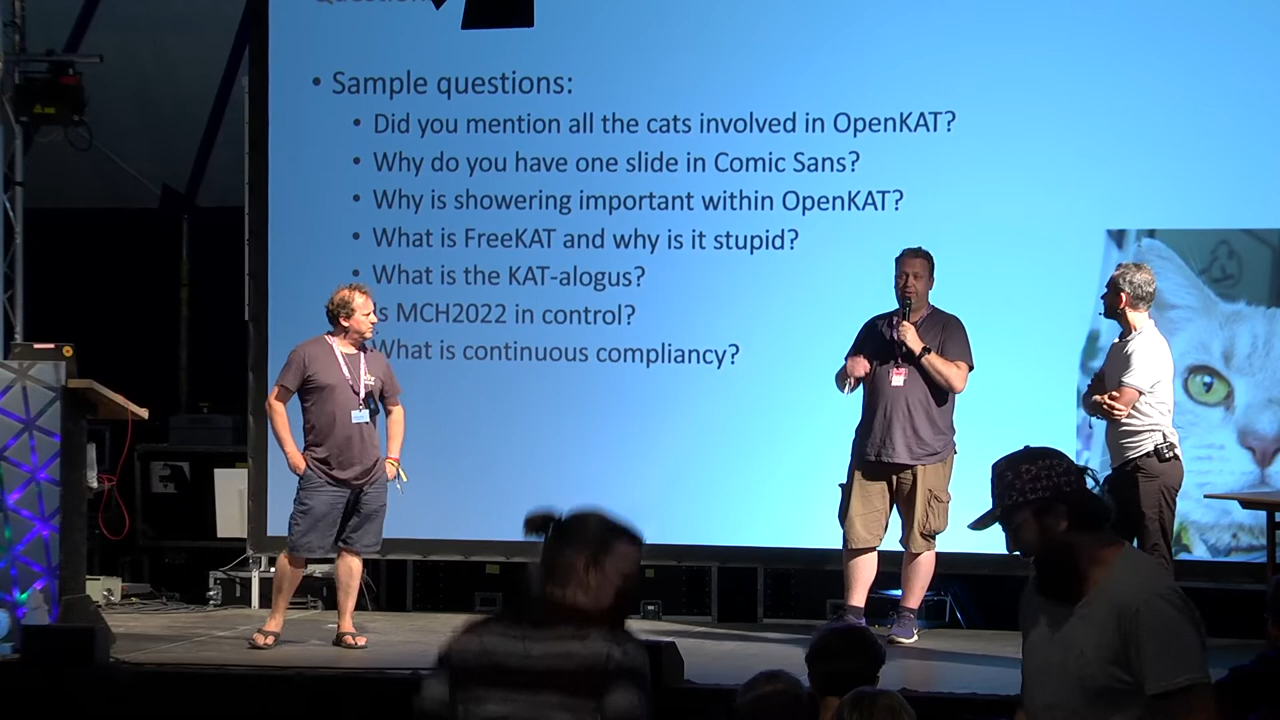 Question
• Sample questions:
• Did you mention all the cats involved in OpenKAT?
• Why do you have one slide in Comic Sans?
• Why is showering important within OpenKAT?
• What is FreeKAT and why is it stupid?
• What is the KAT-alogus?
s MCH2022 in control?
What is continuous compliancy?